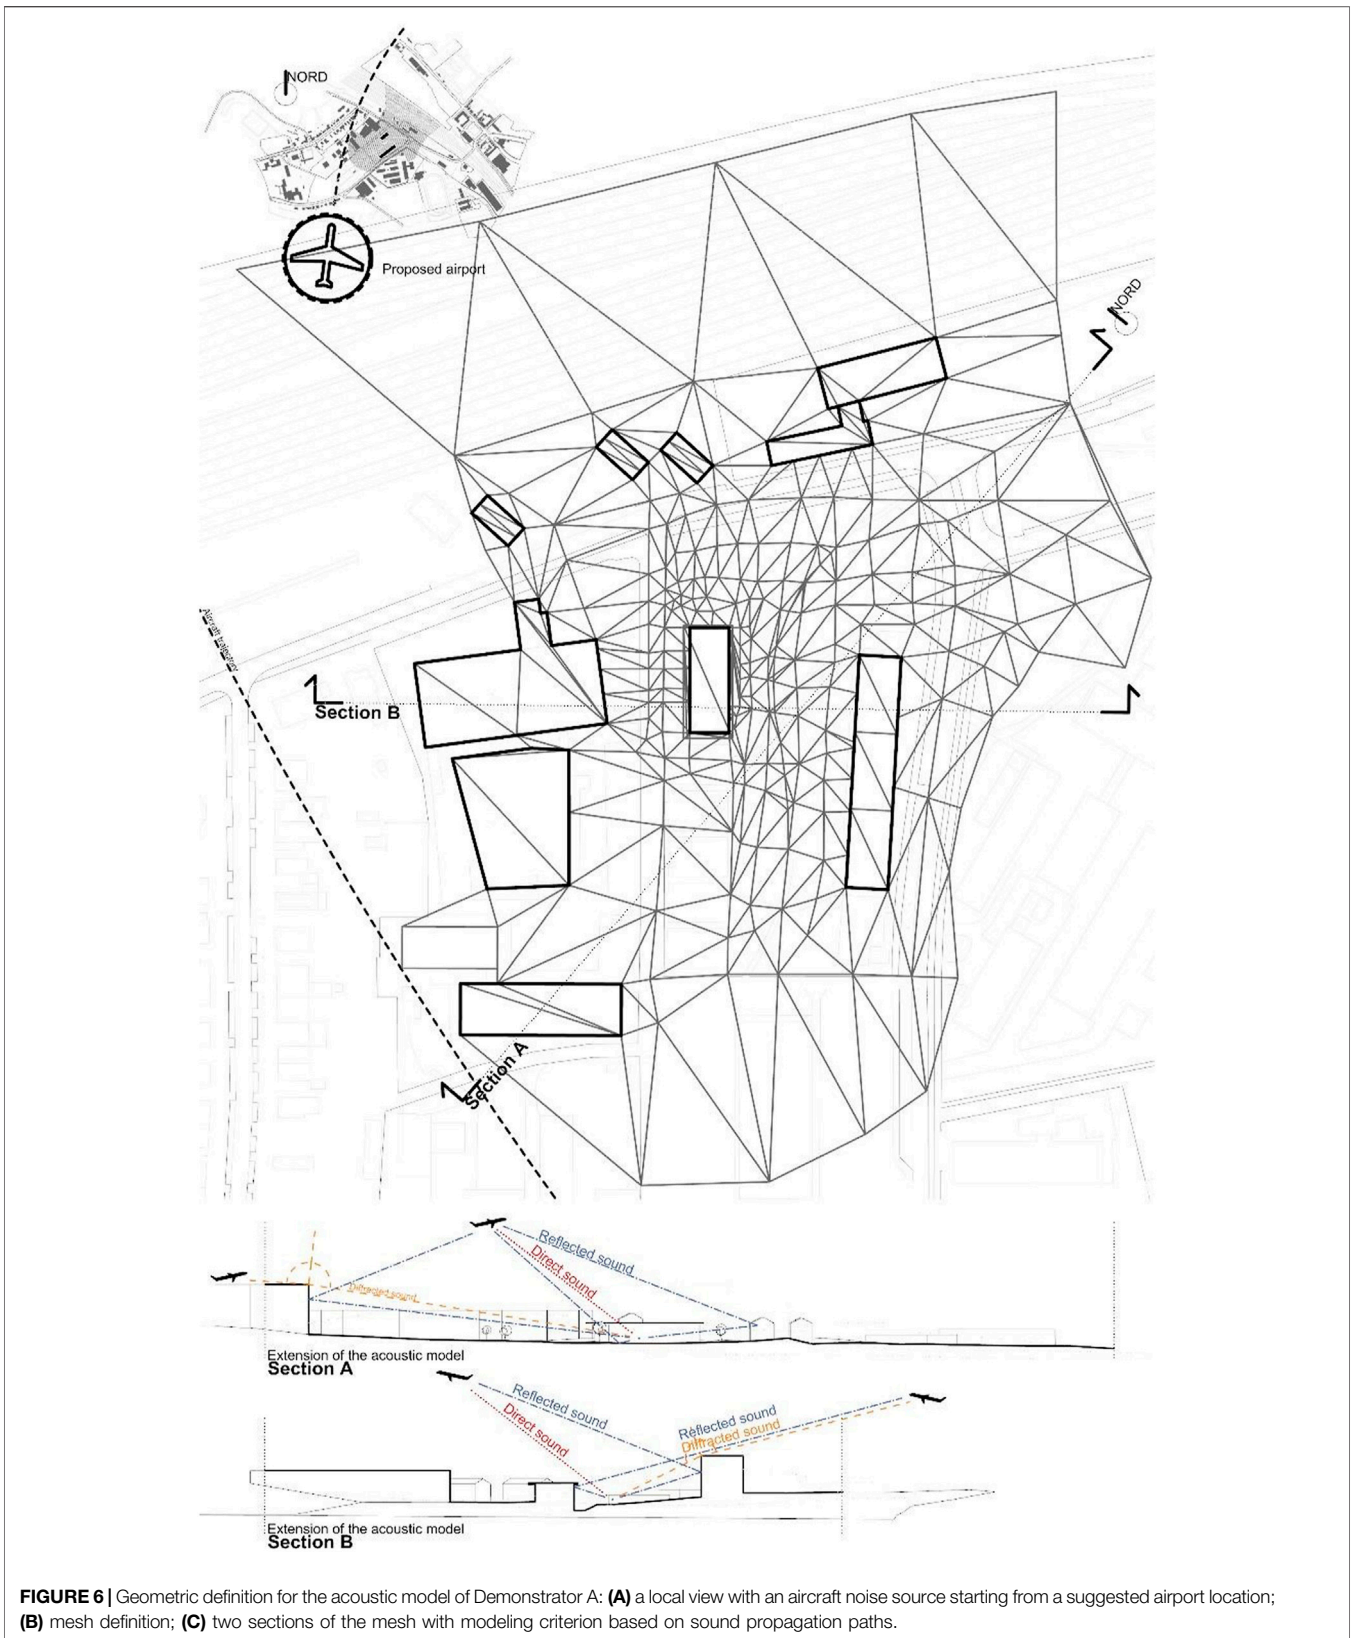 NORD
Proposed airport
NORD
Aircraft trajectory
Section B
Section A
Reflected sound
Direct sound
Diffracted sound
Extension of the acoustic model
Section A
Reflected sound
Direct sound
Reflected sound
Diffracted sound
Extension of the acoustic model
Section B
FIGURE 6 | Geometric definition for the acoustic model of Demonstrator A: (A) a local view with an aircraft noise source starting from a suggested airport location;
(B) mesh definition; (C) two sections of the mesh with modeling criterion based on sound propagation paths.